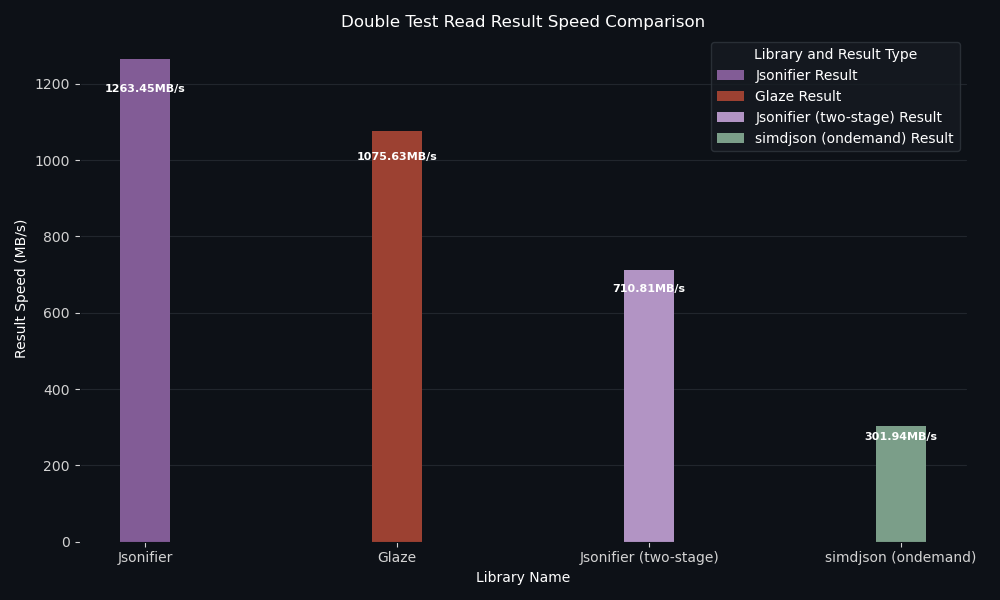 Double Test Read Result Speed Comparison
Library and Result Type
Jsonifier Result
Glaze Result
Jsonifier (two-stage) Result
simdjson (ondemand) Result
Result Speed (MB/s)
1200
1000
800
600
400
200
0
1263.45MB/s
1075.63MB/s
710.81MB/s
301.94MB/s
Jsonifier
Glaze
Jsonifier (two-stage)
simdjson (ondemand)
Library Name